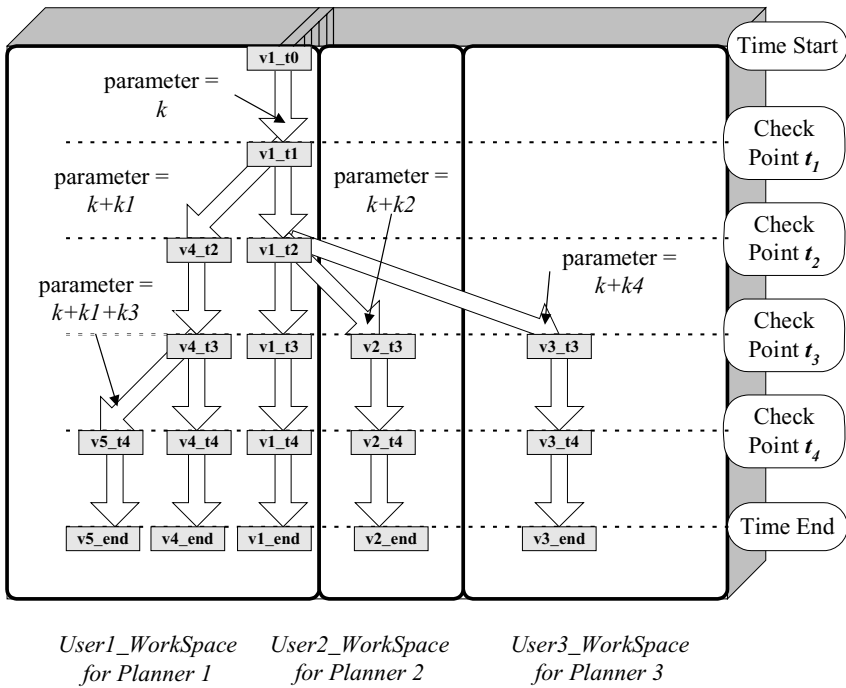 Time Start
v1_t0
parameter =
k
Check
Point t1
v1_t1
parameter =
k+k1
parameter =
k+k2
Check
Point t2
v4_t2
v1_t2
parameter =
k+k4
parameter =
k+k1+k3
Check
Point t3
v4_t3
v1_t3
v2_t3
v3_t3
Check
Point t4
v5_t4
v4_t4
v1_t4
v2_t4
v3_t4
Time End
v5_end
v4_end
v1_end
v2_end
v3_end
User1_WorkSpace
for Planner 1
User2_WorkSpace
for Planner 2
User3_WorkSpace
for Planner 3